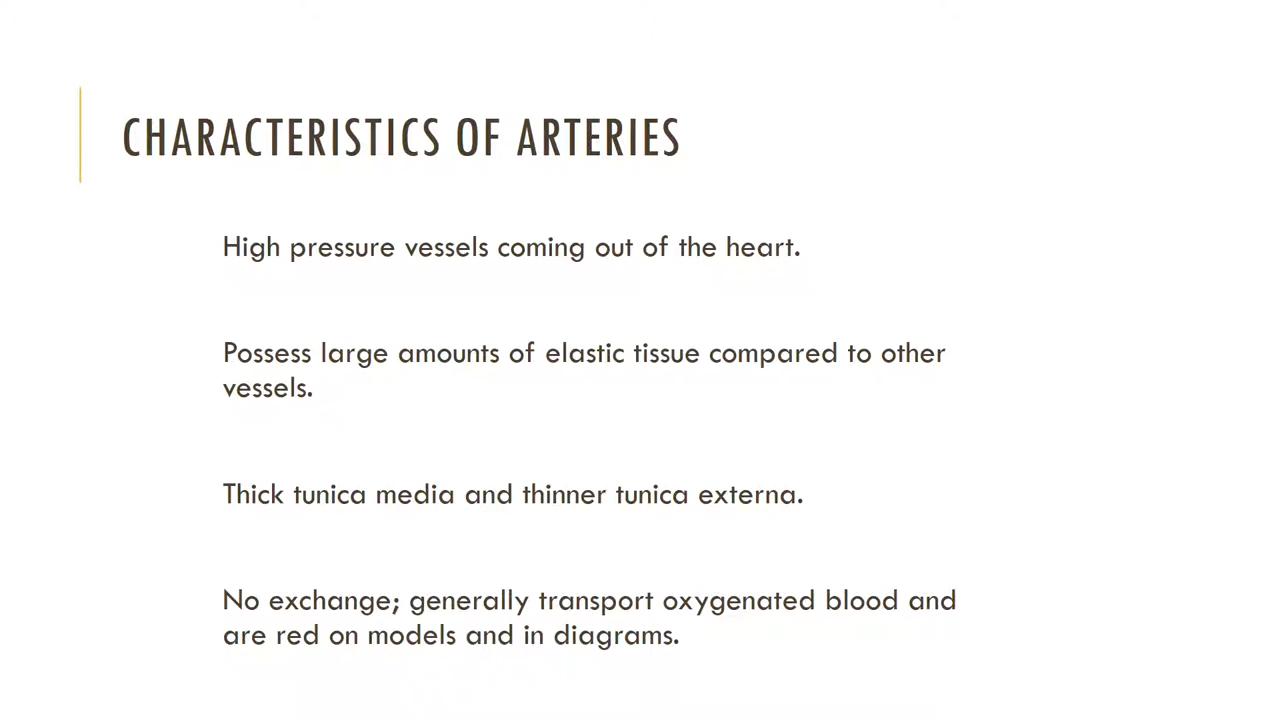 CHARACTERISTICS OF ARTERIES
High pressure vessels coming out of the heart.
Possess large amounts of elastic tissue compared to other
vessels.
Thick tunica media and thinner tunica externa.
No exchange; generally transport oxygenated blood and
are red on models and in diagrams.